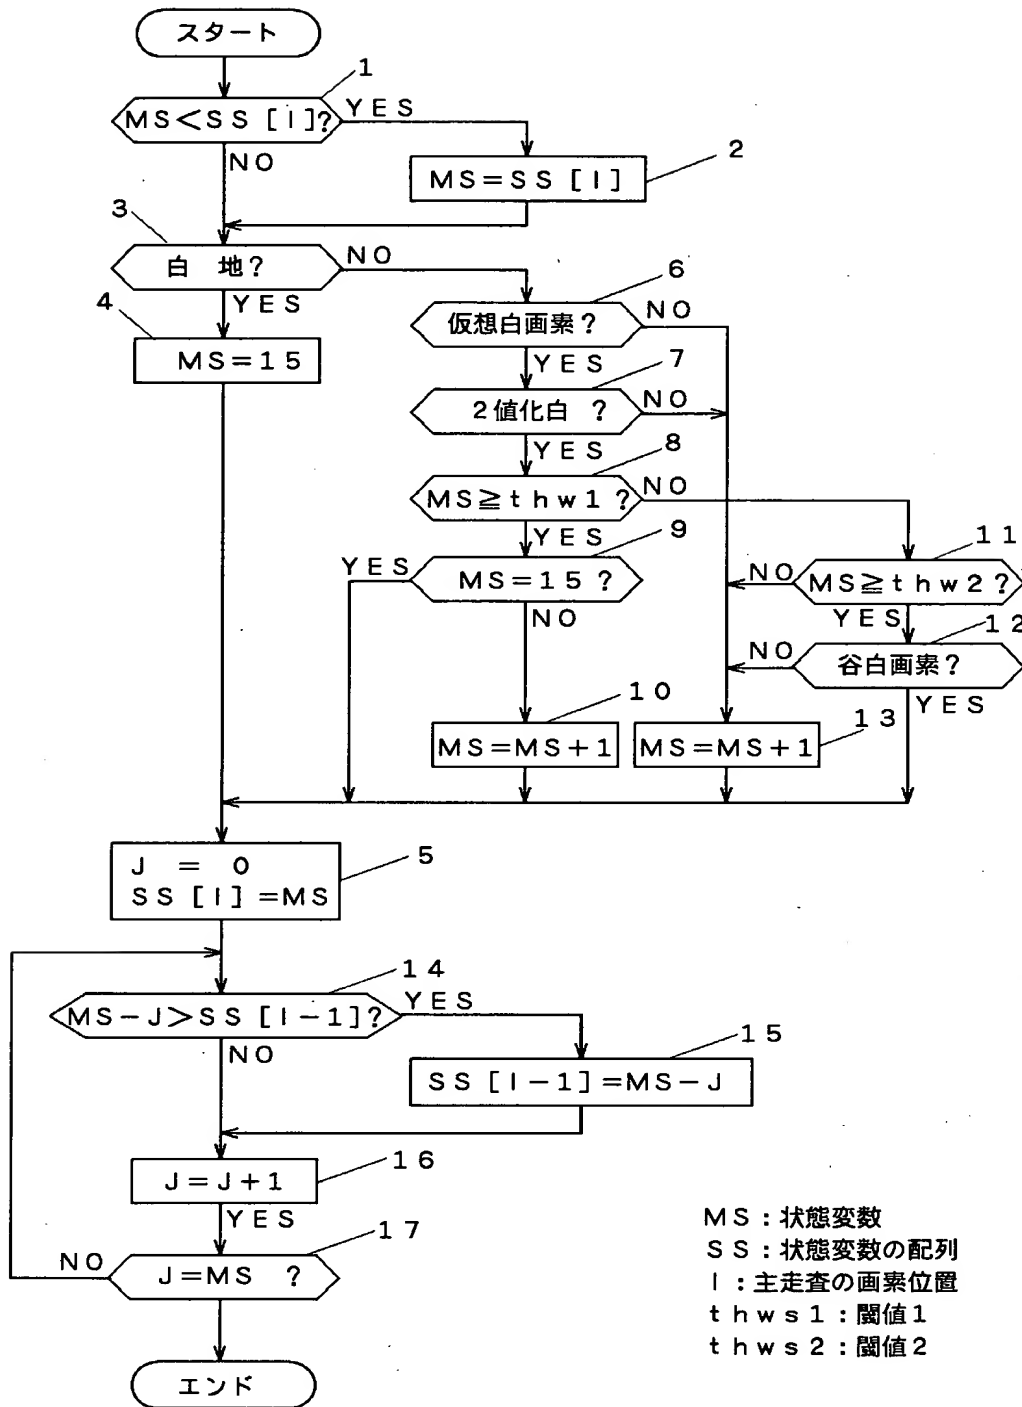 スタート
1
MS<SS [I]?
YES
NO
2
MS=SS [I]
3
白 地?
NO
YES
4
MS=15
6
仮想白画素?
NO
YES
7
2値化白 ?
NO
YES
8
MS≧thw1?
NO
YES
9
YES
MS=15?
NO
11
NO
MS≧thw2?
YES
12
NO
谷白画素?
YES
10
MS=MS+1
MS=MS+1
13
J = 0
SS [I] =MS
5
14
MS-J>SS [I-1]?
YES
NO
15
SS [I-1]=MS-J
16
J=J+1
YES
17
NO
J=MS ?
エンド
MS:状態変数
SS:状態変数の配列
I:主走査の画素位置
thws1:閾値1
thws2:閾値2